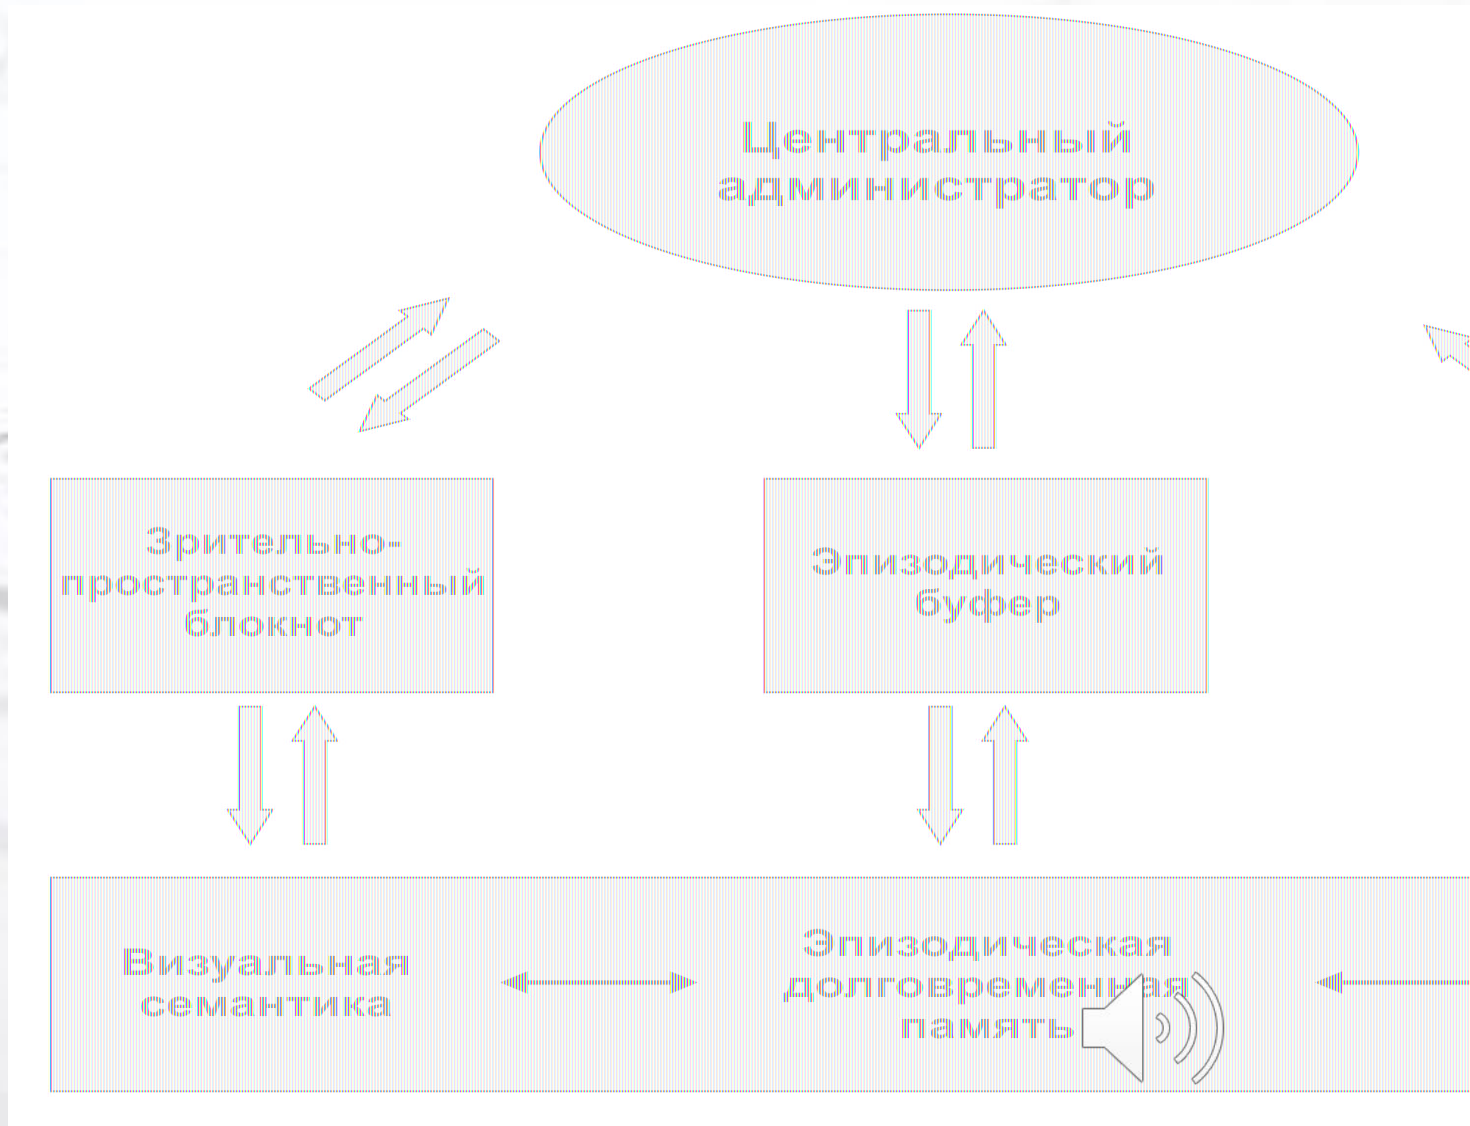 Центральный
администратор
Зрительно-
пространственный
блокнот
Эпизодический
буфер
Визуальная
семантика
Эпизодическая
долговременная
память